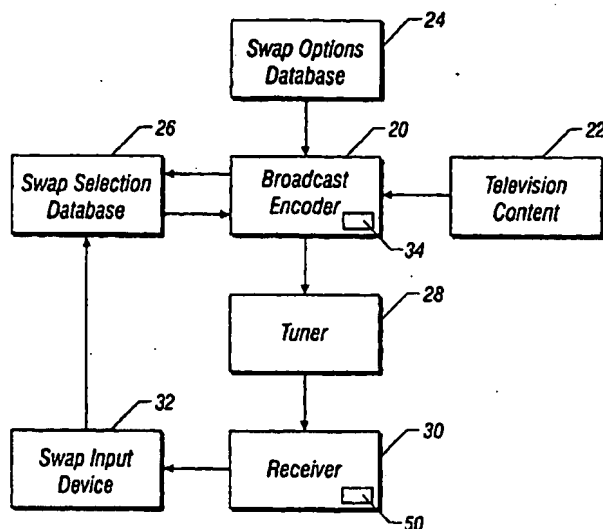 24
Swap Options
Database
26
20
22
Swap Selection
Database
Broadcast
Encoder
Television
Content
34
28
Tuner
32
30
Swap Input
Device
Receiver
50